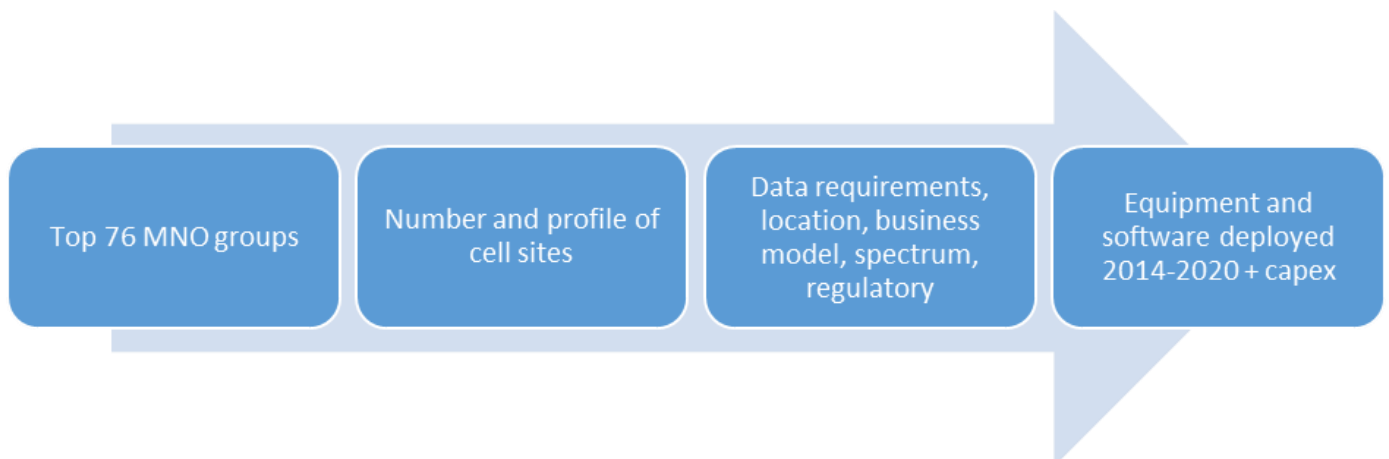 Top 76 MNO groups
Number and profile of
cell sites
Data requirements,
location, business
model, spectrum,
regulatory
Equipment and
software deployed
2014-2020 + capex